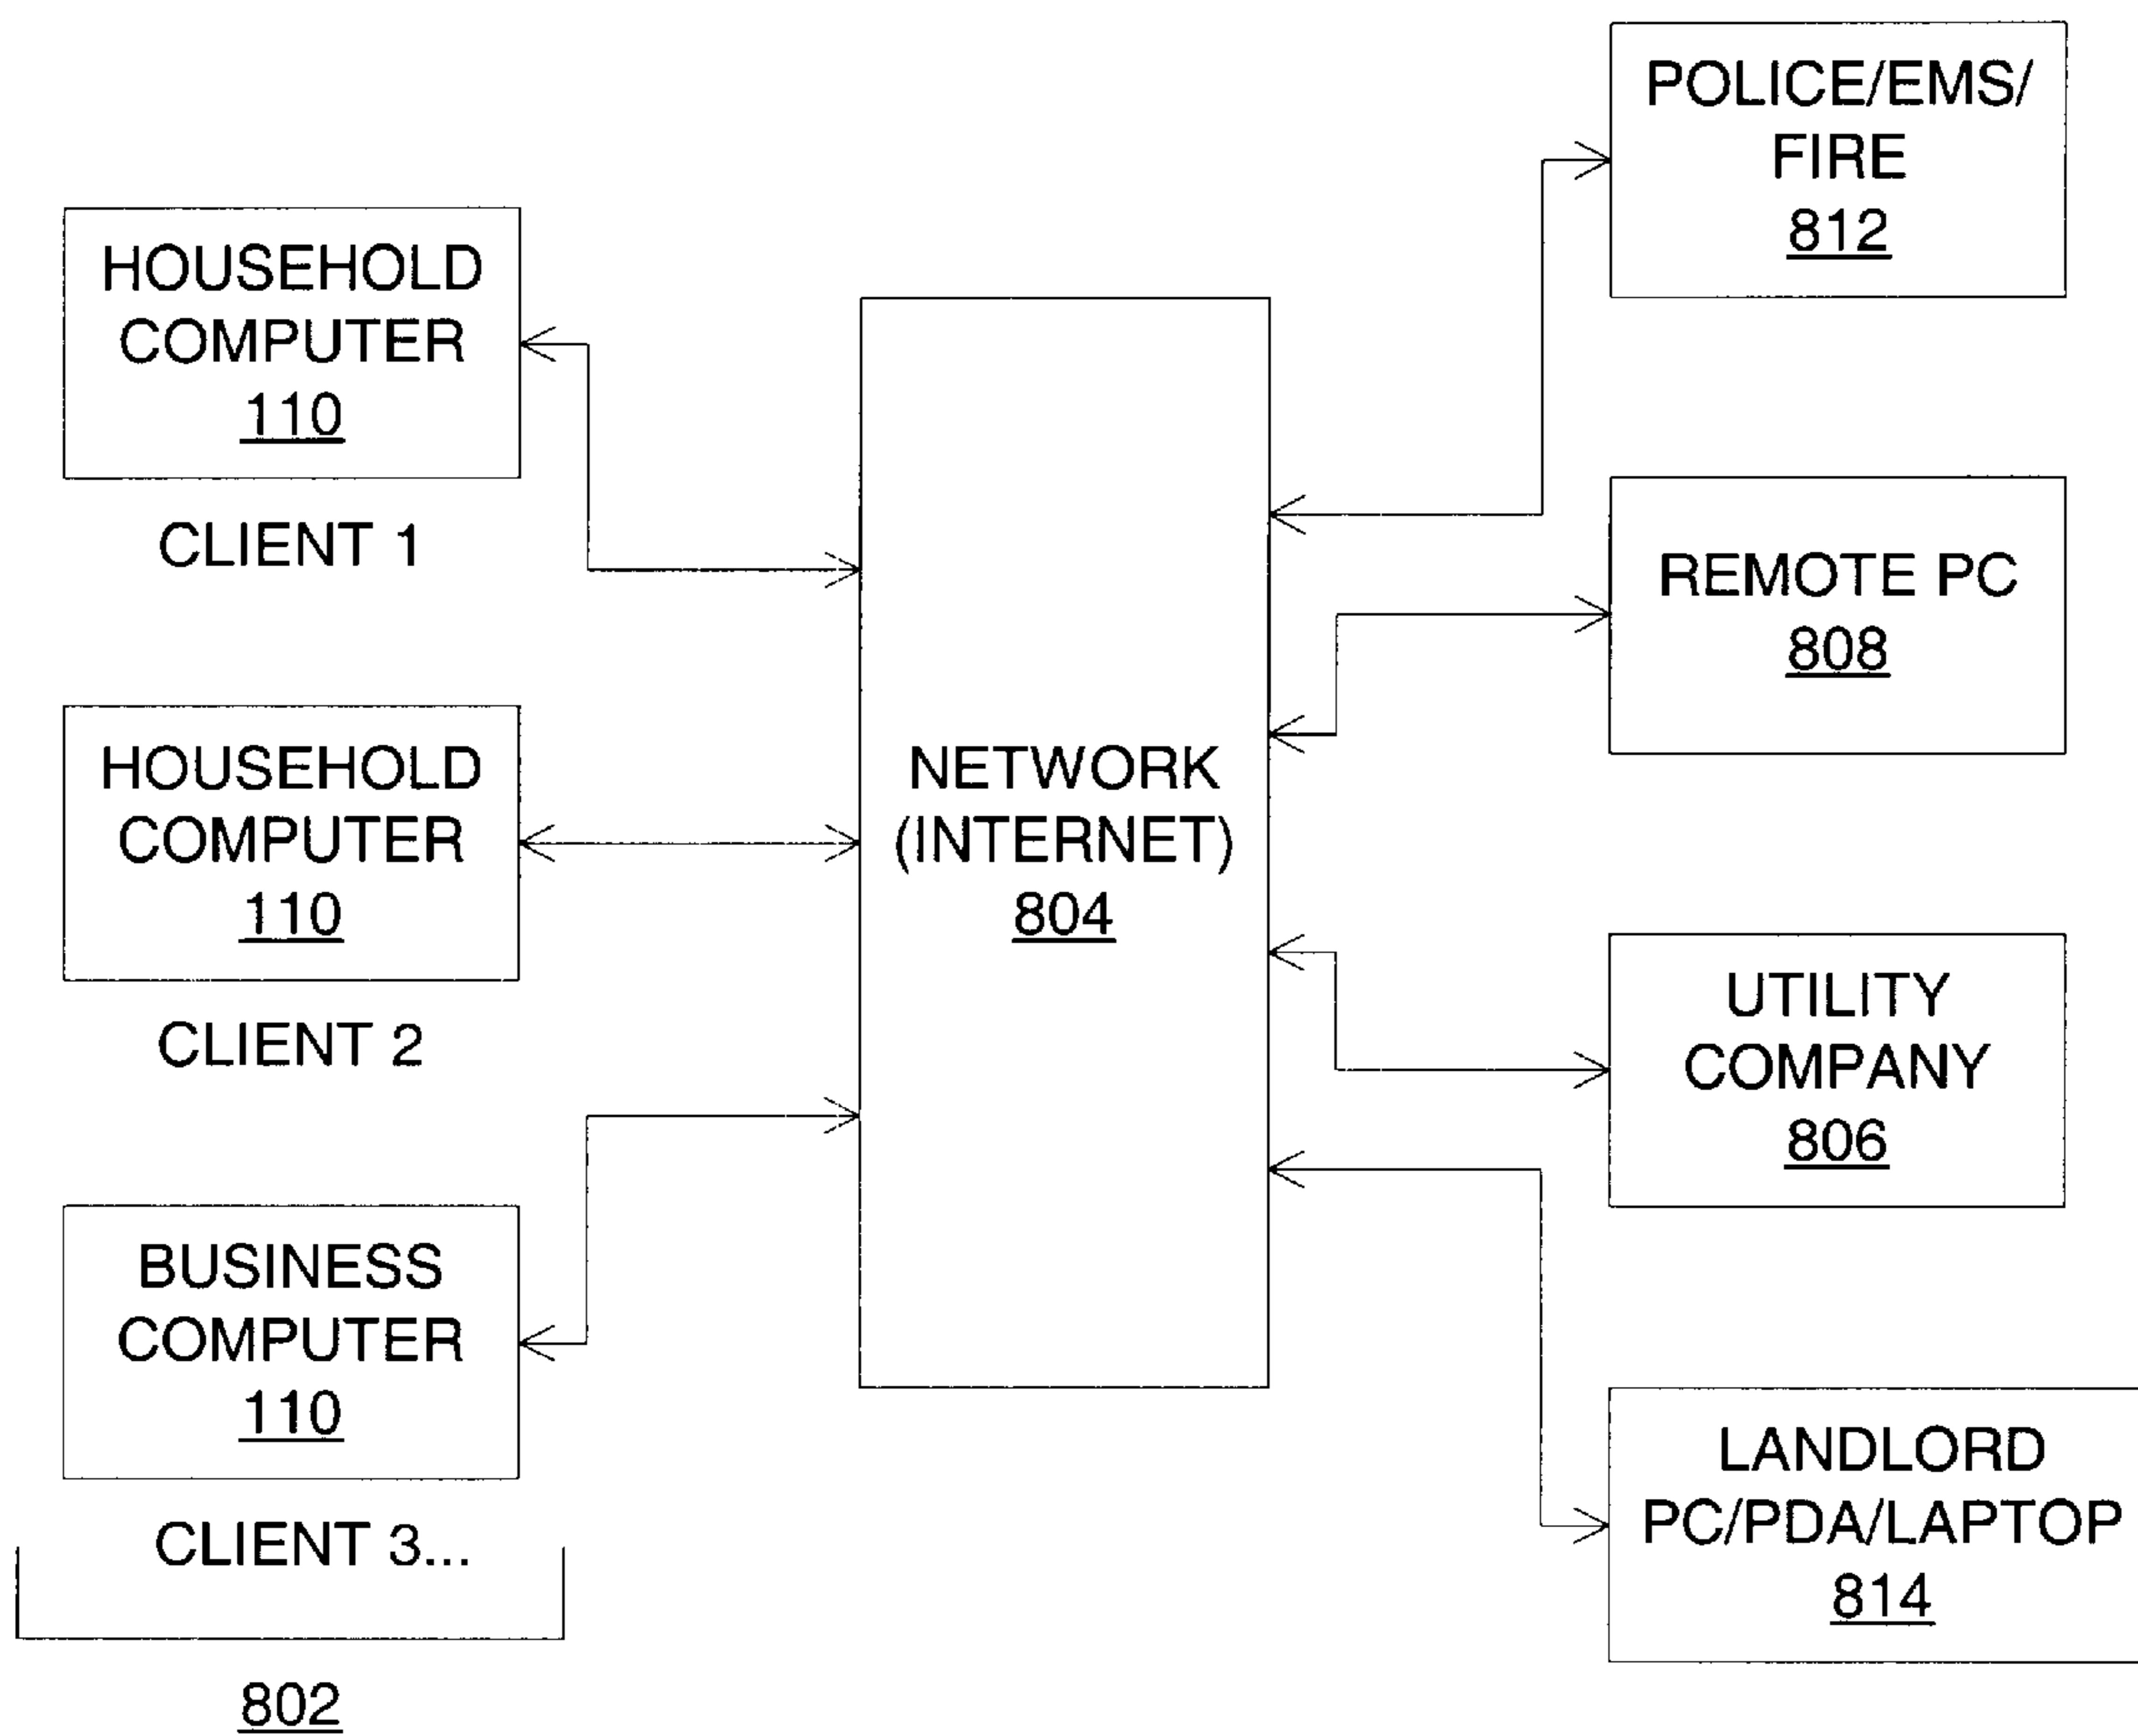 HOUSEHOLD
COMPUTER
110
CLIENT 1
HOUSEHOLD
COMPUTER
110
CLIENT 2
BUSINESS
COMPUTER
110
CLIENT 3...
802
NETWORK
(INTERNET)
804
POLICE/EMS/
FIRE
812
REMOTE PC
808
UTILITY
COMPANY
806
LANDLORD
PC/PDA/LAPTOP
814